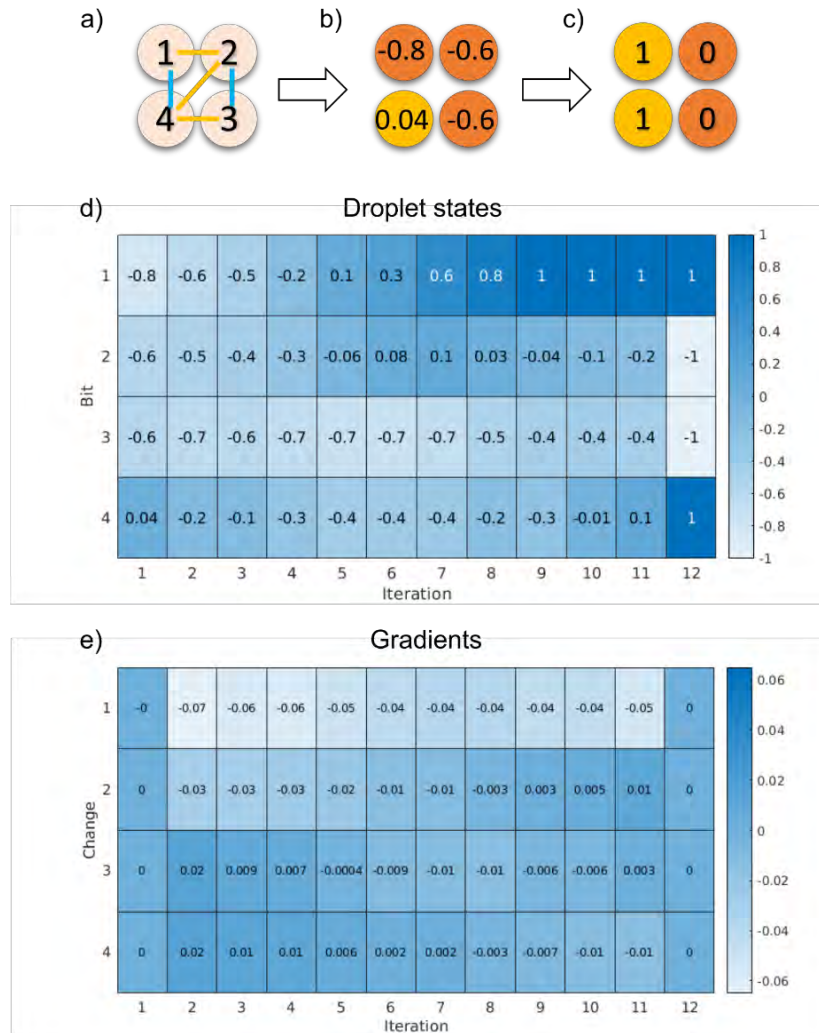 a) b) c)
1 2 -0.8 -0.6 1 0
4 3 0.04 -0.6 1 0
d) Droplet states
1 -0.8 -0.6 -0.5 -0.2 0.1 0.3 0.6 0.8 1 1 1 1
2 -0.6 -0.5 -0.4 -0.3 -0.06 0.08 0.1 0.03 -0.04 -0.1 -0.2 -1
3 -0.6 -0.7 -0.6 -0.7 -0.7 -0.7 -0.7 -0.5 -0.4 -0.4 -0.4 -1
4 0.04 -0.2 -0.1 -0.3 -0.4 -0.4 -0.4 -0.2 -0.3 -0.01 0.1 1
Bit
1 2 3 4 5 6 7 8 9 10 11 12
Iteration
1
0.8
0.6
0.4
0.2
0
-0.2
-0.4
-0.6
-0.8
-1
e) Gradients
1 -0 -0.07 -0.06 -0.06 -0.05 -0.04 -0.04 -0.04 -0.04 -0.04 -0.05 0
2 0 -0.03 -0.03 -0.03 -0.02 -0.01 -0.01 -0.003 0.003 0.005 0.01 0
3 0 0.02 0.009 0.007 -0.0004 -0.009 -0.01 -0.01 -0.006 -0.006 0.003 0
4 0 0.02 0.01 0.01 0.006 0.002 0.002 -0.003 -0.007 -0.01 -0.01 0
Change
1 2 3 4 5 6 7 8 9 10 11 12
Iteration
0.06
0.04
0.02
0
-0.02
-0.04
-0.06